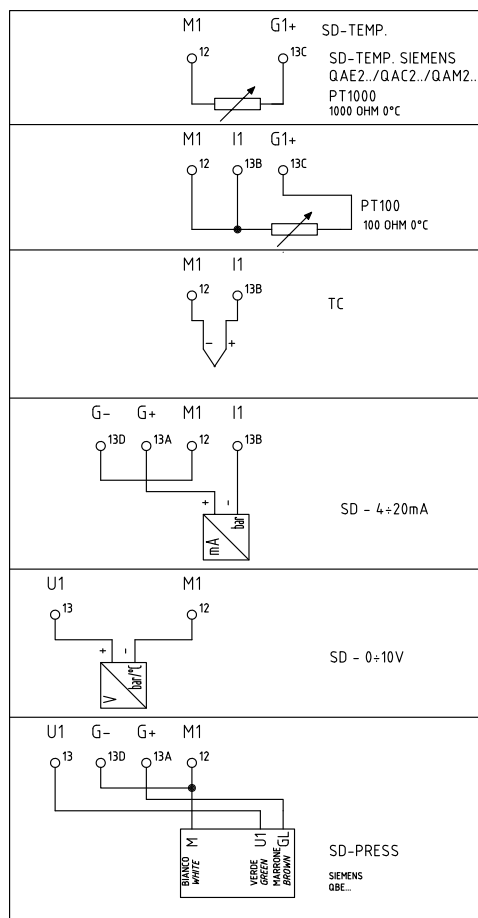 M1 G1+ SD-TEMP.
12 13C SD-TEMP. SIEMENS
QAE2../QAC2../QAM2..
PT1000
1000 OHM 0°C
M1 I1 G1+
12 13B 13C
PT100
100 OHM 0°C
M1 I1
12 13B
TC
- +
G- G+ M1 I1
13D 13A 12 13B
+ -
SD - 4÷20mA
mA bar
U1 M1
13 12
+ -
SD - 0÷10V
V bar/°C
U1 G- G+ M1
13 13D 13A 12
M U1 GL
BIANCO VERDE MARRONE
WHITE GREEN BROWN
SD-PRESS
SIEMENS
QBE...